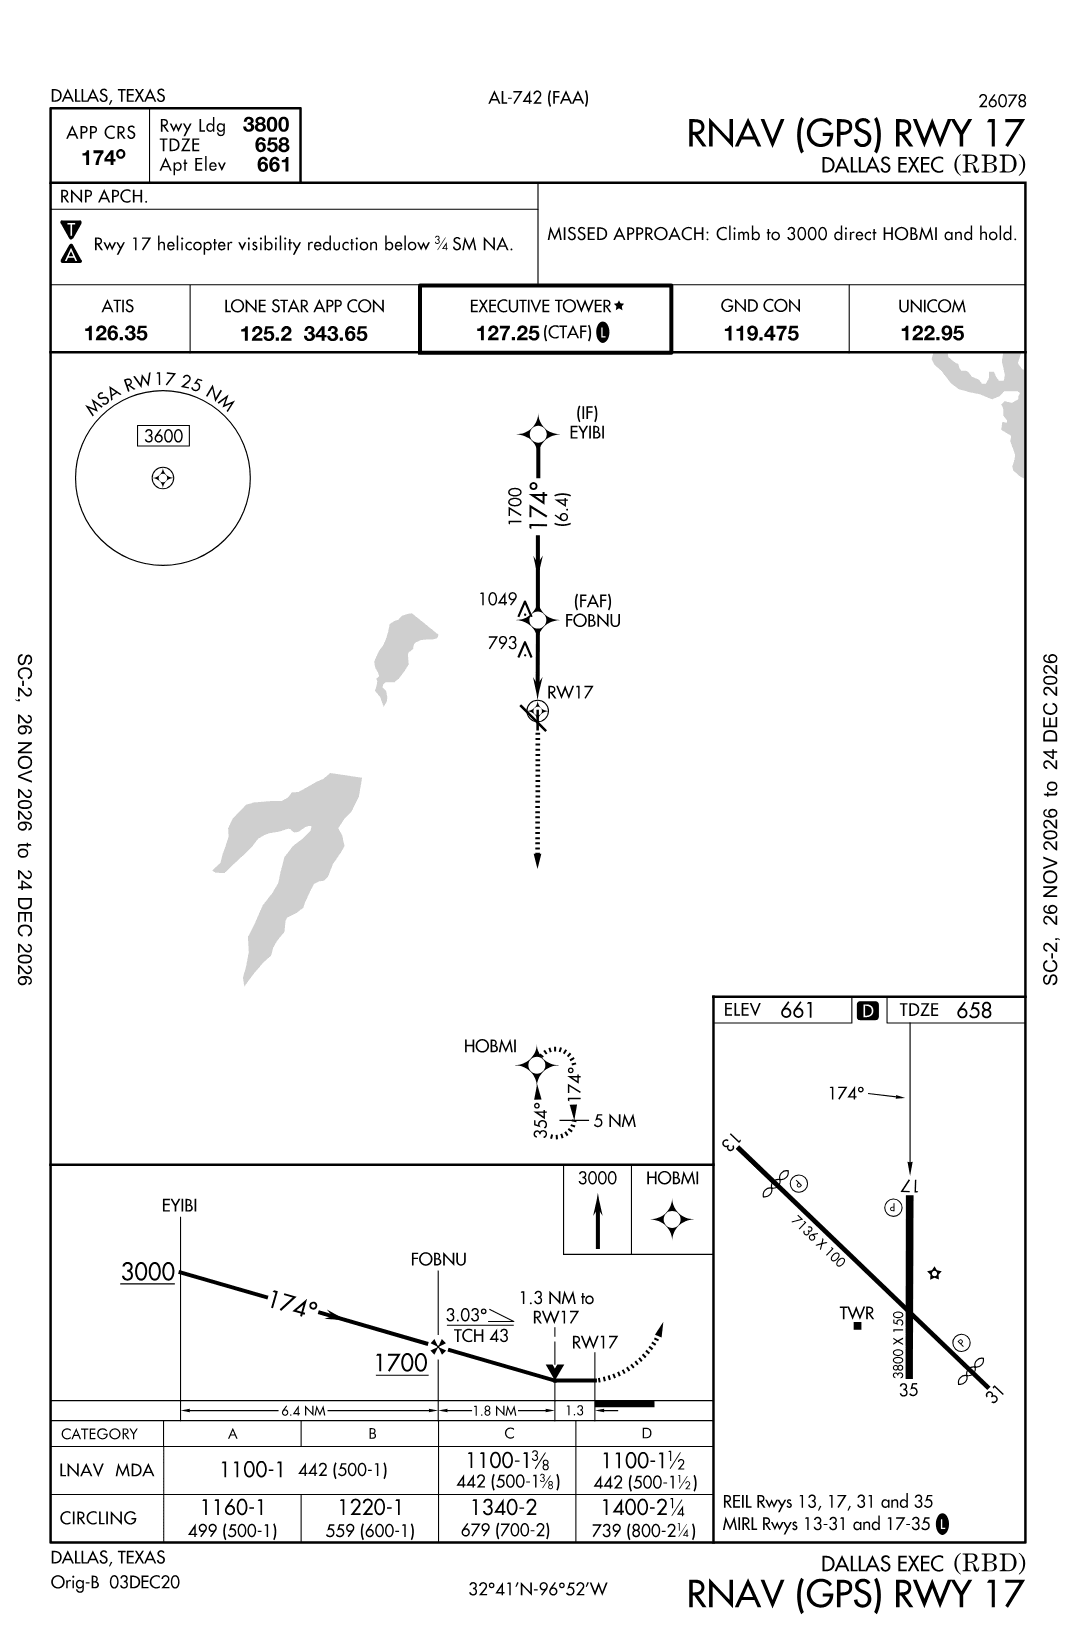 DALLAS, TEXAS
AL-742 (FAA)
26078
APP CRS
174°
Rwy Ldg 3800
TDZE 658
Apt Elev 661
RNAV (GPS) RWY 17
DALLAS EXEC (RBD)
RNP APCH.
T
A
Rwy 17 helicopter visibility reduction below ¾ SM NA.
MISSED APPROACH: Climb to 3000 direct HOBMI and hold.
ATIS
126.35
LONE STAR APP CON
125.2 343.65
EXECUTIVE TOWER★
127.25 (CTAF) L
GND CON
119.475
UNICOM
122.95
MSA RW17 25 NM
3600
(IF)
EYIBI
1700
174°
(6.4)
1049
(FAF)
FOBNU
793
RW17
HOBMI
174°
354°
5 NM
SC-2, 26 NOV 2026 to 24 DEC 2026
SC-2, 26 NOV 2026 to 24 DEC 2026
ELEV 661
D
TDZE 658
174°
13
17
P
P
7136 X 100
TWR
3800 X 150
P
35
31
REIL Rwys 13, 17, 31 and 35
MIRL Rwys 13-31 and 17-35 L
3000
HOBMI
EYIBI
3000
174°
FOBNU
1700
3.03°
TCH 43
1.3 NM to
RW17
RW17
6.4 NM
1.8 NM
1.3
CATEGORY A B C D
LNAV MDA
1100-1 442 (500-1)
1100-1⅜
442 (500-1⅜)
1100-1½
442 (500-1½)
CIRCLING
1160-1
499 (500-1)
1220-1
559 (600-1)
1340-2
679 (700-2)
1400-2¼
739 (800-2¼)
DALLAS, TEXAS
Orig-B 03DEC20
32°41'N-96°52'W
DALLAS EXEC (RBD)
RNAV (GPS) RWY 17